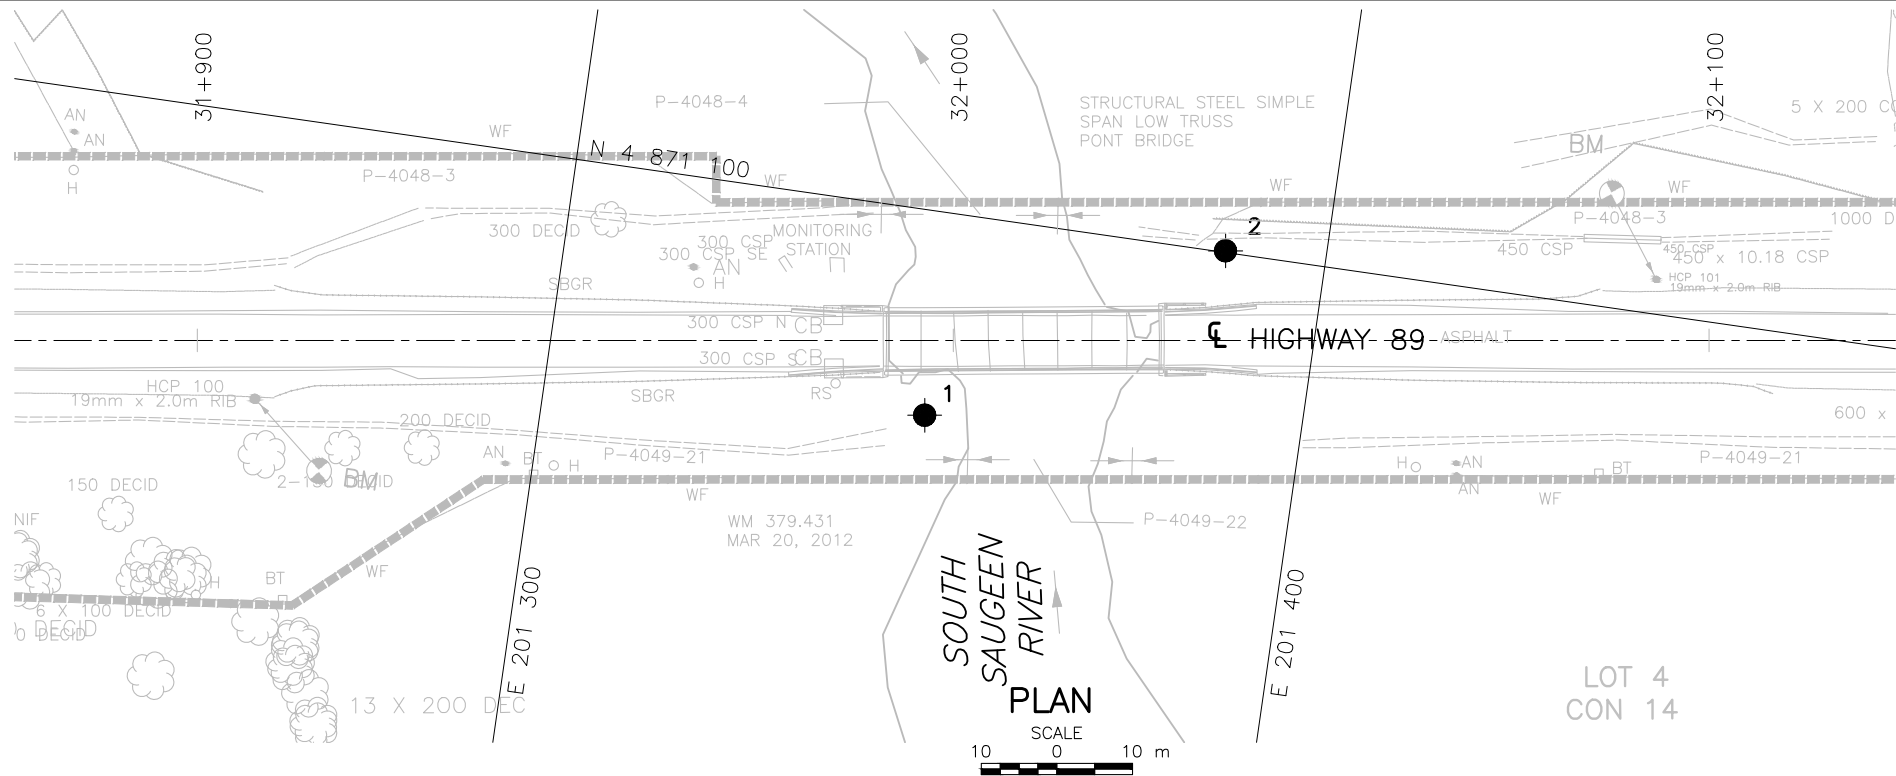 31+900
32+000
32+100
P-4048-4
STRUCTURAL STEEL SIMPLE
SPAN LOW TRUSS
PONT BRIDGE
AN
AN
WF
BM
N 4 871 100
H
P-4048-3
WF
WF
WF
P-4048-3
1000 D
300 DECID
MONITORING
STATION
300 CSP
300 CSP SE
AN
H
2
450 CSP
450 CSP
450 x 10.18 CSP
HCP 101
19mm x 2.0m RIB
SBGR
300 CSP N
CB
HIGHWAY 89
ASPHALT
300 CSP S
CB
HCP 100
19mm x 2.0m RIB
SBGR
RS
1
200 DECID
600 x
AN
BT
H
P-4049-21
H
AN
AN
BT
P-4049-21
BM
150 DECID
WF
WF
NIF
WM 379.431
MAR 20, 2012
P-4049-22
WF
BT
H
6 X 100 DECID
0 DECID
DECID
E 201 300
SOUTH
SAUGEEN
RIVER
E 201 400
13 X 200 DEC
LOT 4
CON 14
PLAN
SCALE
10 0 10 m